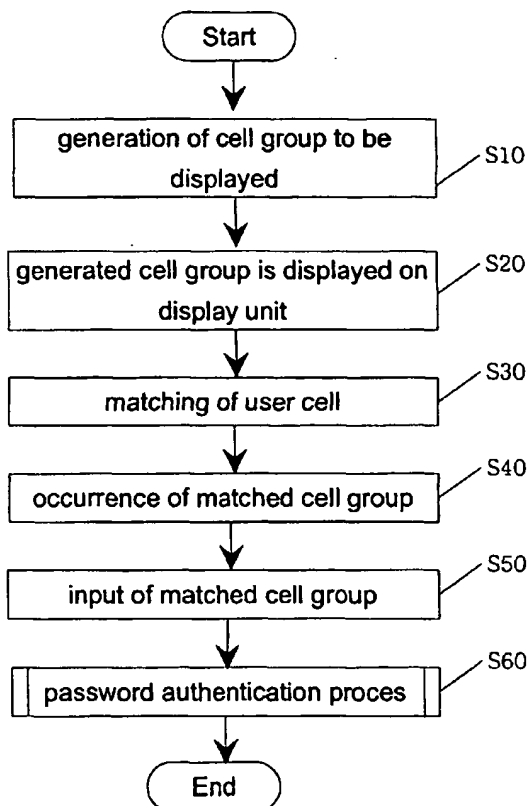 Start
generation of cell group to be
displayed
S10
generated cell group is displayed on
display unit
S20
matching of user cell
S30
occurrence of matched cell group
S40
input of matched cell group
S50
password authentication proces
S60
End